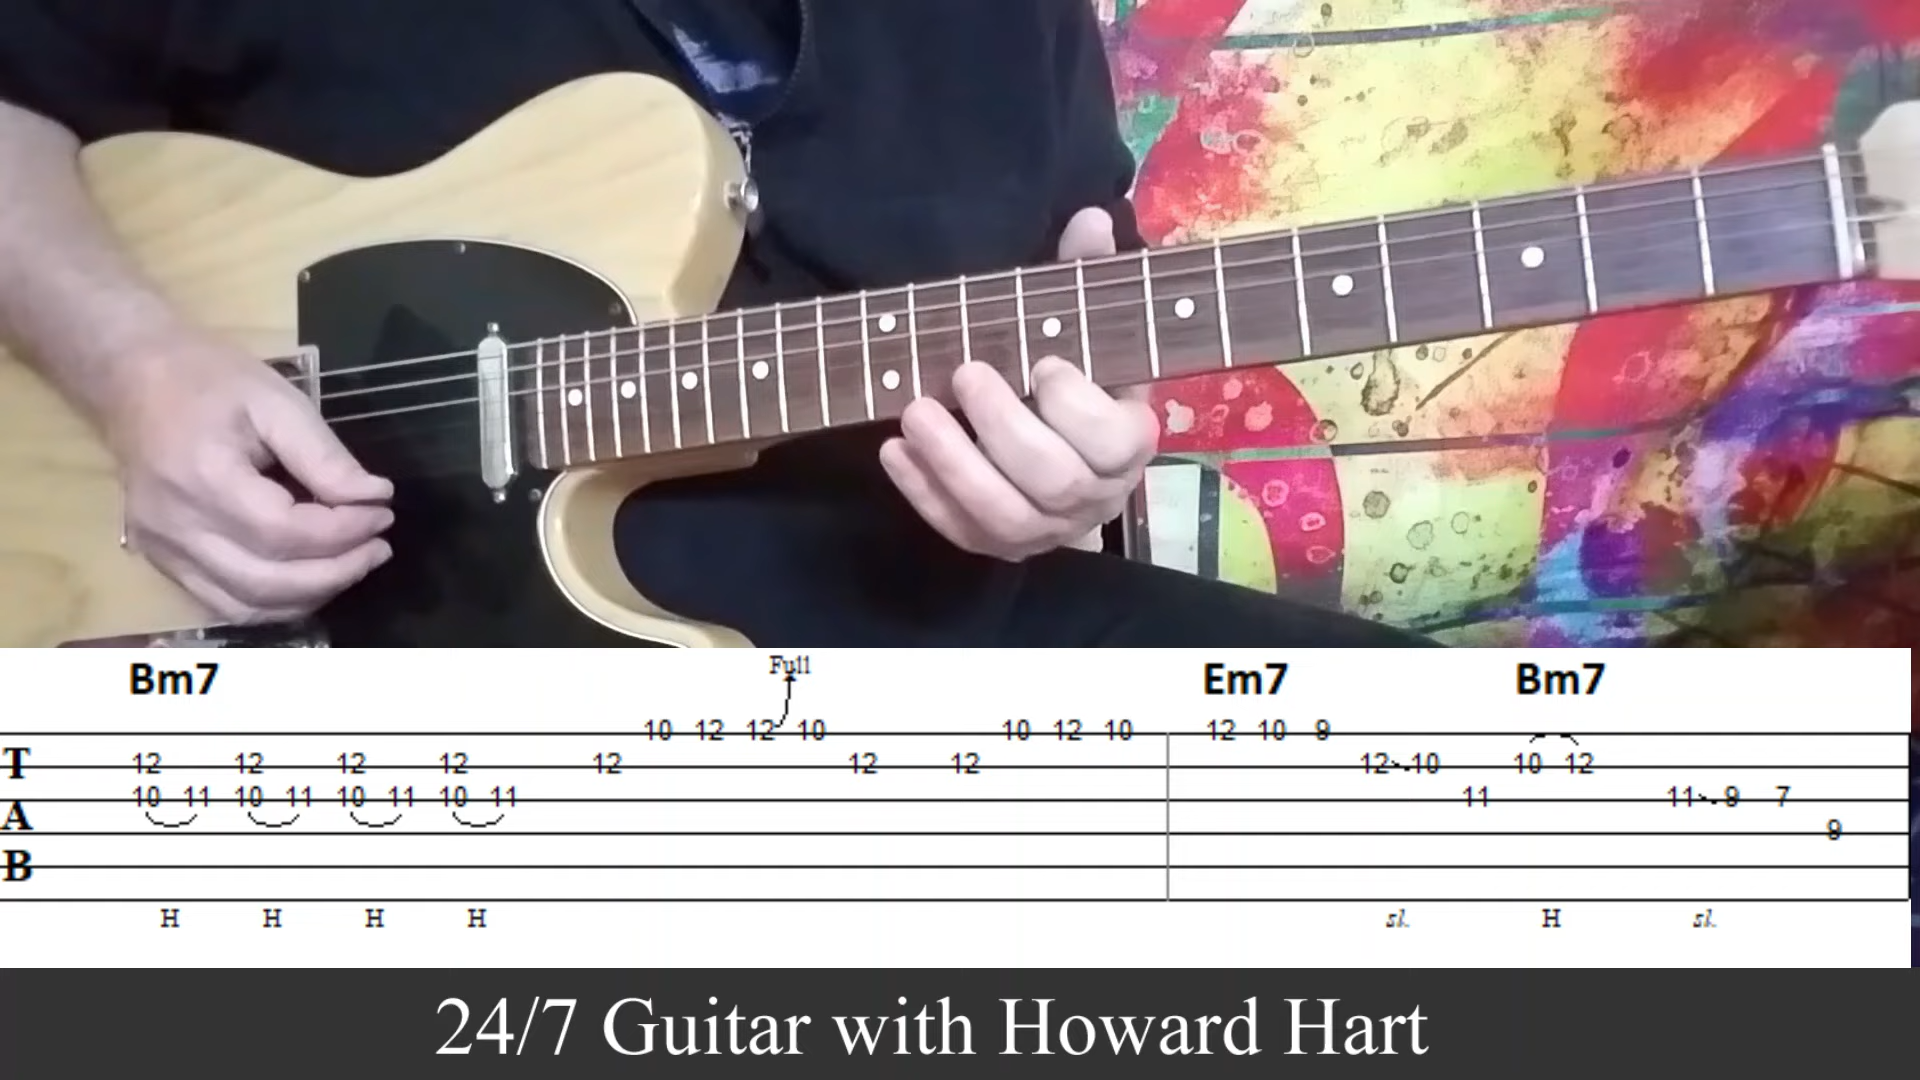 Bm7 Em7 Bm7
Full
10 12 12 10 10 12 10 12 10 9
T 12 12 12 12 12 12 12 12 10 10 12
10 11 10 11 10 11 10 11 11 11 9 7
A
9
B
H H H H sl. H sl.
24/7 Guitar with Howard Hart